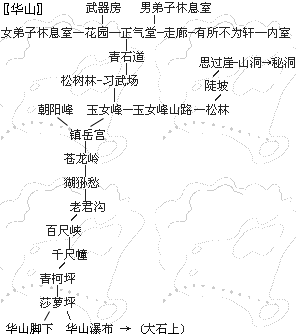 〖华山〗 武器房 男弟子休息室
女弟子休息室—花园—正气堂—走廊—有所不为轩—内室
青石道
思过崖—山洞→秘洞
松树林-习武场
陡坡
朝阳峰 玉女峰—玉女峰山路—松林
镇岳宫
苍龙岭
猢狲愁
老君沟
百尺峡
千尺幢
青柯坪
莎萝坪
华山脚下 华山瀑布 → (大石上)